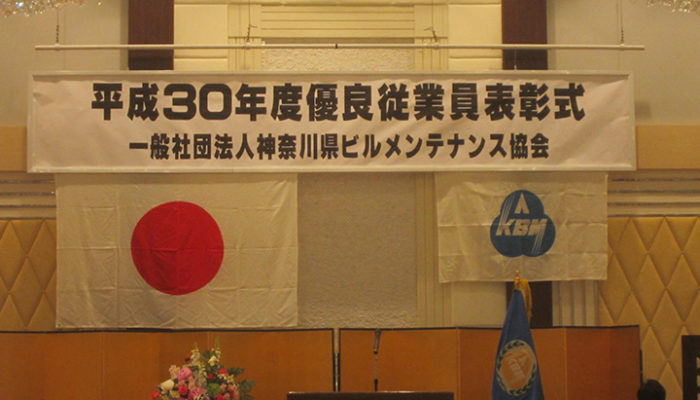 平成30年度優良従業員表彰式
一般社団法人神奈川県ビルメンテナンス協会
KBM